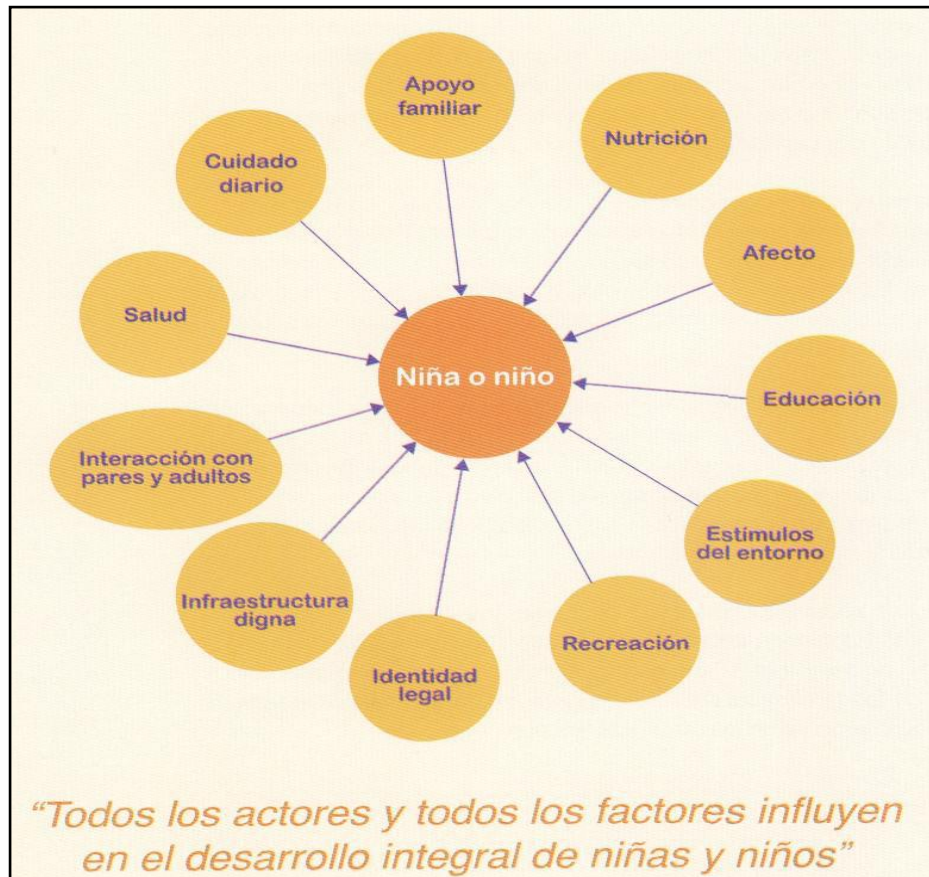 Apoyo
familiar
Nutrición
Cuidado
diario
Afecto
Salud
Niña o niño
Educación
Interacción con
pares y adultos
Estímulos
del entorno
Infraestructura
digna
Recreación
Identidad
legal
“Todos los actores y todos los factores influyen
en el desarrollo integral de niñas y niños”